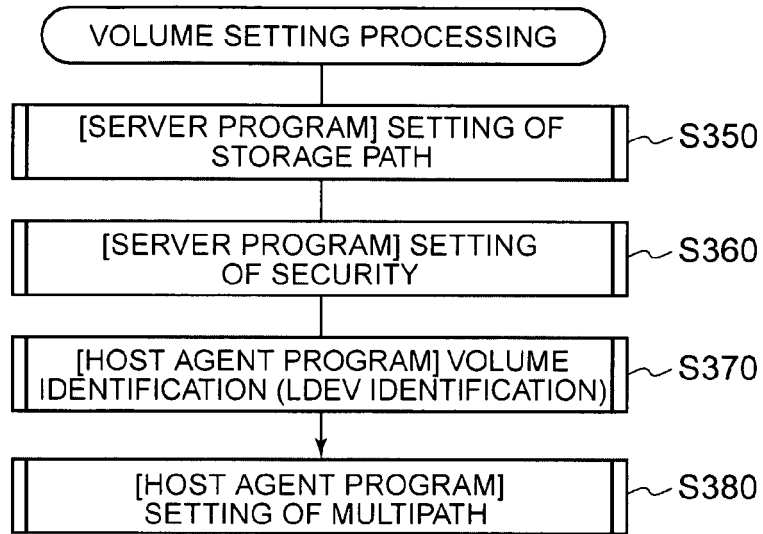 VOLUME SETTING PROCESSING
[SERVER PROGRAM] SETTING OF
STORAGE PATH
S350
[SERVER PROGRAM] SETTING
OF SECURITY
S360
[HOST AGENT PROGRAM] VOLUME
IDENTIFICATION (LDEV IDENTIFICATION)
S370
[HOST AGENT PROGRAM]
SETTING OF MULTIPATH
S380